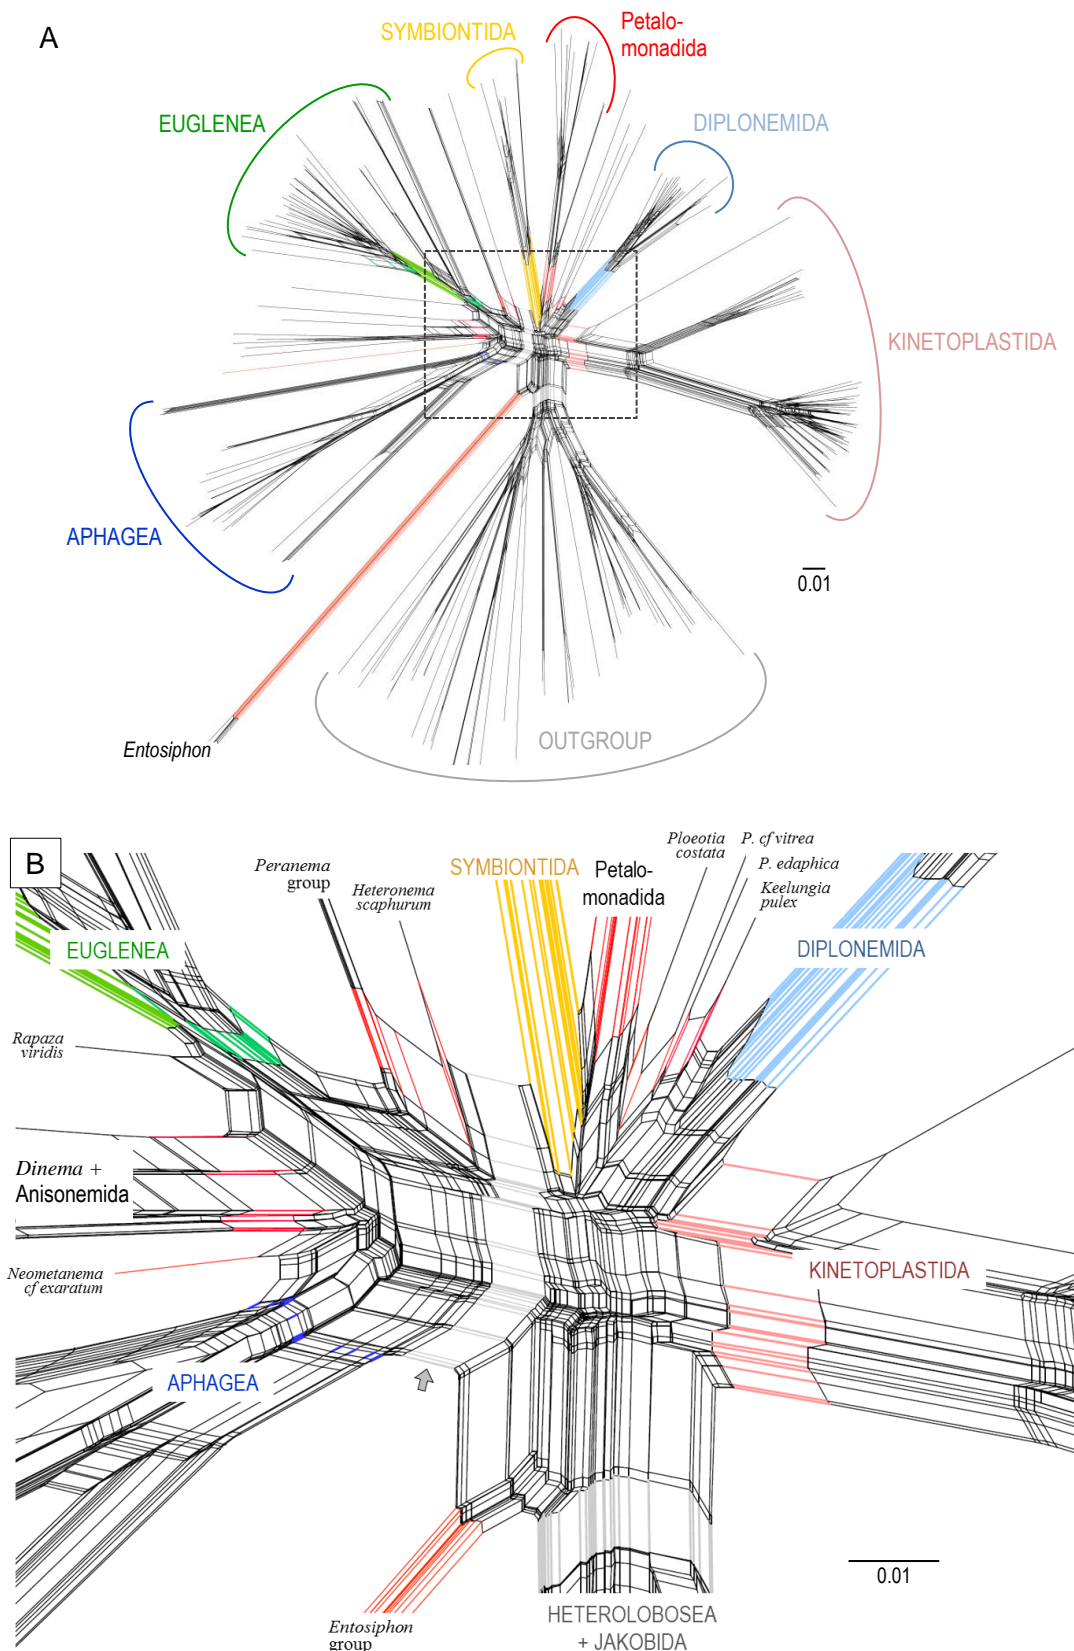 A
SYMBIONTIDA
Petalo-
monadida
EUGLENEA
DIPLONEMIDA
KINETOPLASTIDA
APHAGEA
0.01
Entosiphon
OUTGROUP
B
Peranema
group
Heteronema
scaphurum
SYMBIONTIDA
Petalo-
monadida
Ploeotia
costata
P. cf vitrea
P. edaphica
Keelungia
pulex
EUGLENEA
DIPLONEMIDA
Rapaza
viridis
Dinema +
Anisonemida
Neometanema
cf exaratum
KINETOPLASTIDA
APHAGEA
0.01
Entosiphon
group
HETEROLOBOSEA
+ JAKOBIDA